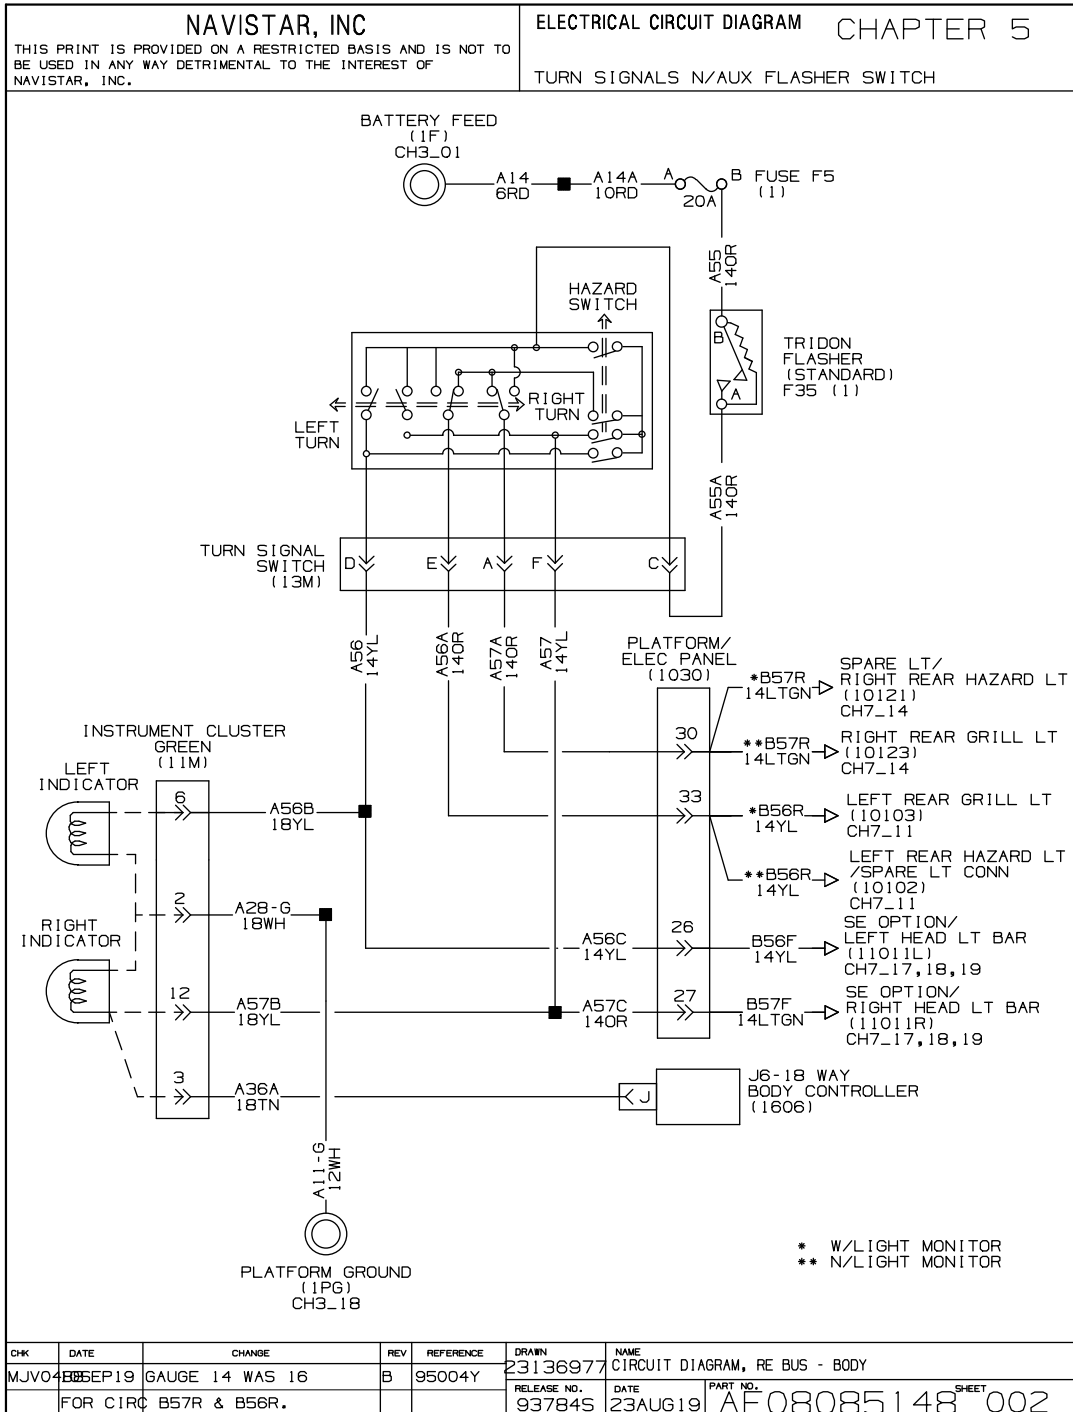 NAVISTAR, INC
THIS PRINT IS PROVIDED ON A RESTRICTED BASIS AND IS NOT TO
BE USED IN ANY WAY DETRIMENTAL TO THE INTEREST OF
NAVISTAR, INC.
ELECTRICAL CIRCUIT DIAGRAM CHAPTER 5
TURN SIGNALS N/AUX FLASHER SWITCH
BATTERY FEED
(1F)
CH3_01
A14
6RD
A14A
10RD
A
20A
B FUSE F5
(1)
A55
14OR
HAZARD
SWITCH
B
A
TRIDON
FLASHER
(STANDARD)
F35 (1)
LEFT
TURN
RIGHT
TURN
A55A
14OR
TURN SIGNAL
SWITCH
(13M)
D E A F C
A56
14YL
A56A
14OR
A57A
14OR
A57
14YL
PLATFORM/
ELEC PANEL
(1030)
*B57R
14LTGN
SPARE LT/
RIGHT REAR HAZARD LT
(10121)
CH7_14
30
**B57R
14LTGN
RIGHT REAR GRILL LT
(10123)
CH7_14
33
*B56R
14YL
LEFT REAR GRILL LT
(10103)
CH7_11
**B56R
14YL
LEFT REAR HAZARD LT
/SPARE LT CONN
(10102)
CH7_11
A56C
14YL
26
B56F
14YL
SE OPTION/
LEFT HEAD LT BAR
(11011L)
CH7_17,18,19
A57C
14OR
27
B57F
14LTGN
SE OPTION/
RIGHT HEAD LT BAR
(11011R)
CH7_17,18,19
INSTRUMENT CLUSTER
GREEN
(11M)
LEFT
INDICATOR
6
A56B
18YL
2
A28-G
18WH
RIGHT
INDICATOR
12
A57B
18YL
3
A36A
18TN
J
J6-18 WAY
BODY CONTROLLER
(1606)
A11-G
12WH
PLATFORM GROUND
(1PG)
CH3_18
* W/LIGHT MONITOR
** N/LIGHT MONITOR
CHK DATE CHANGE REV REFERENCE
GAUGE 14 WAS 16 B 95004Y
FOR CIRC B57R & B56R.
DRAWN
23136977
NAME
CIRCUIT DIAGRAM, RE BUS - BODY
RELEASE NO.
93784S
DATE
23AUG19
PART NO.
AF08085148
SHEET
002